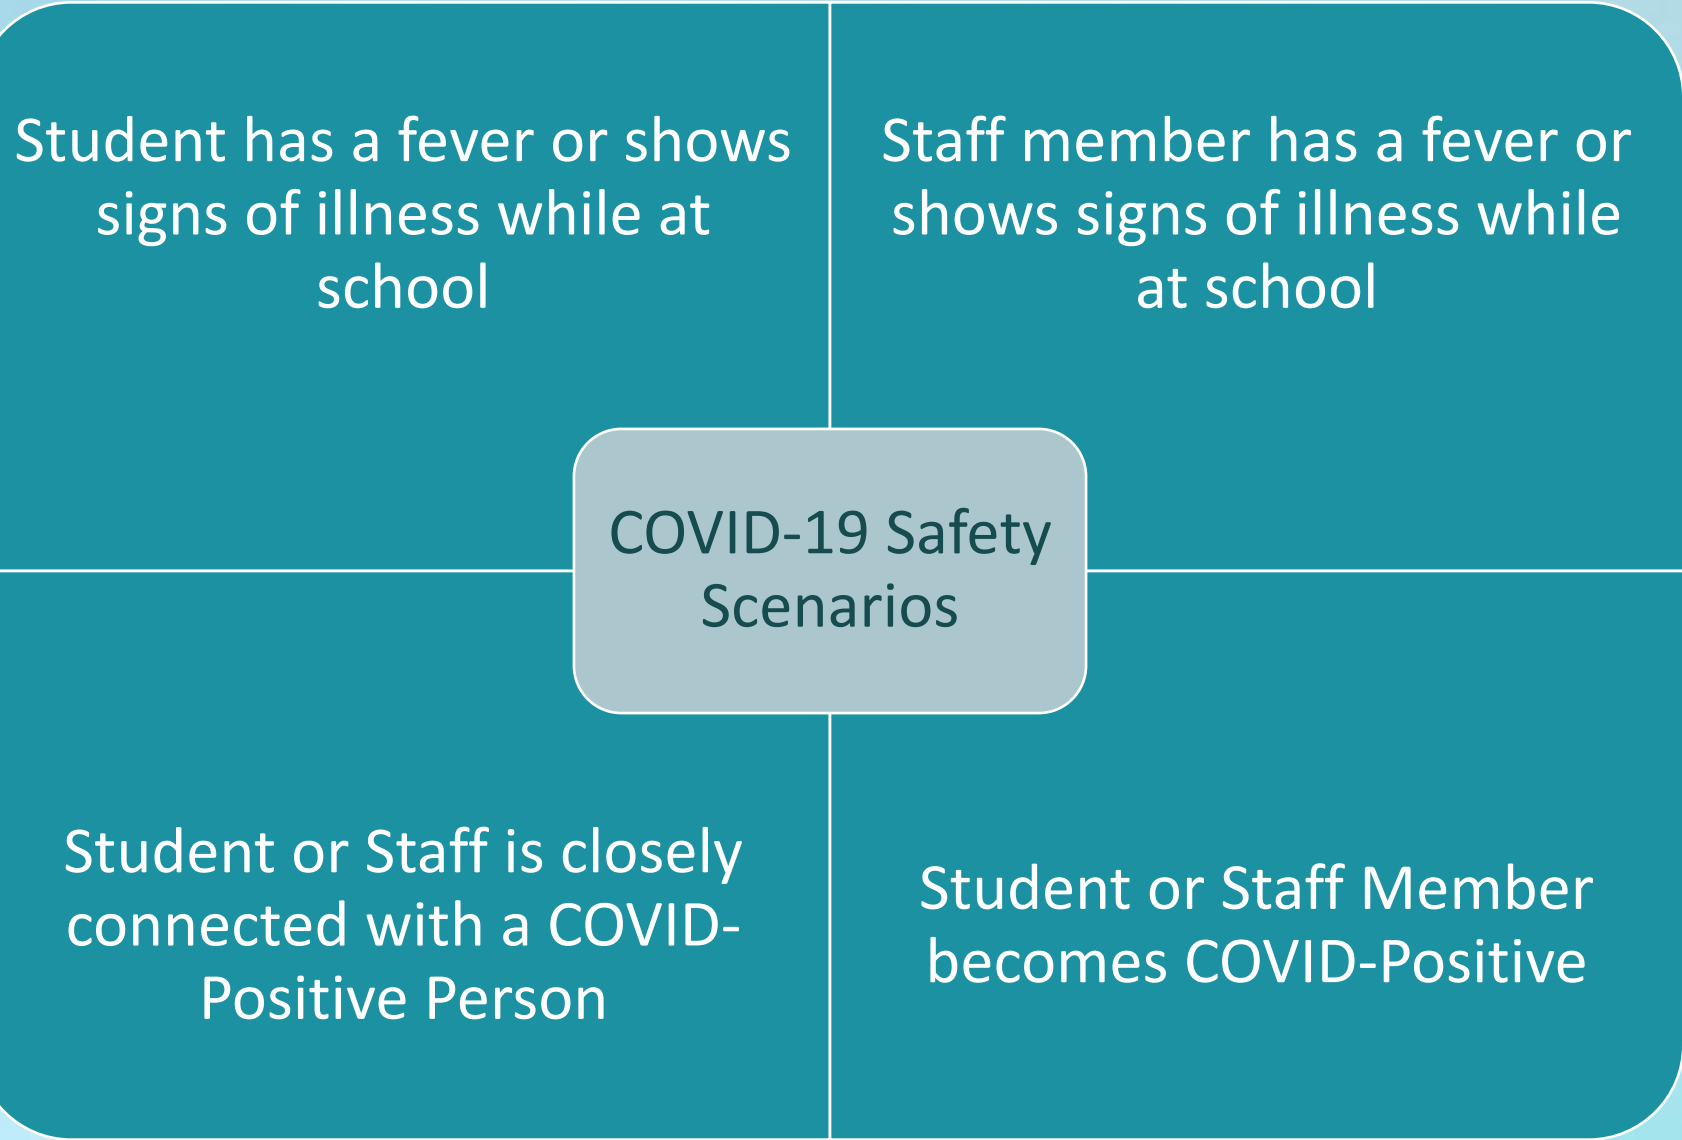 Student has a fever or shows
signs of illness while at
school
Staff member has a fever or
shows signs of illness while
at school
COVID-19 Safety
Scenarios
Student or Staff is closely
connected with a COVID-
Positive Person
Student or Staff Member
becomes COVID-Positive